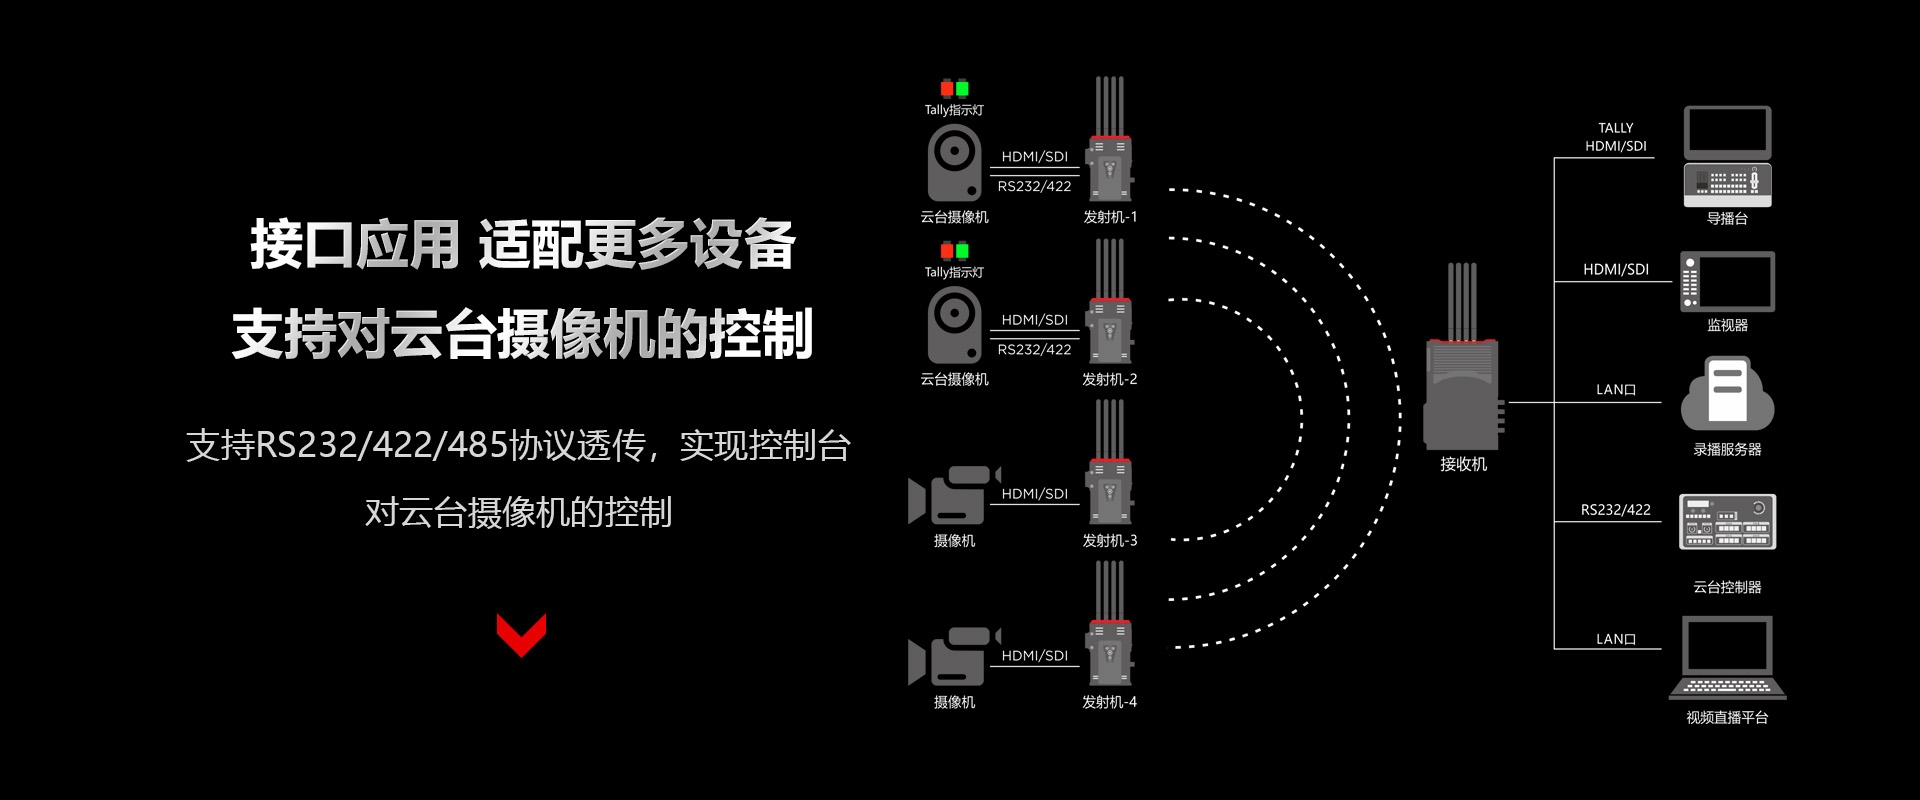 接口应用 适配更多设备
支持对云台摄像机的控制
支持RS232/422/485协议透传，实现控制台
对云台摄像机的控制
Tally指示灯
HDMI/SDI
RS232/422
云台摄像机
发射机-1
Tally指示灯
HDMI/SDI
RS232/422
云台摄像机
发射机-2
HDMI/SDI
摄像机
发射机-3
HDMI/SDI
摄像机
发射机-4
接收机
TALLY
HDMI/SDI
导播台
HDMI/SDI
监视器
LAN口
录播服务器
RS232/422
云台控制器
LAN口
视频直播平台